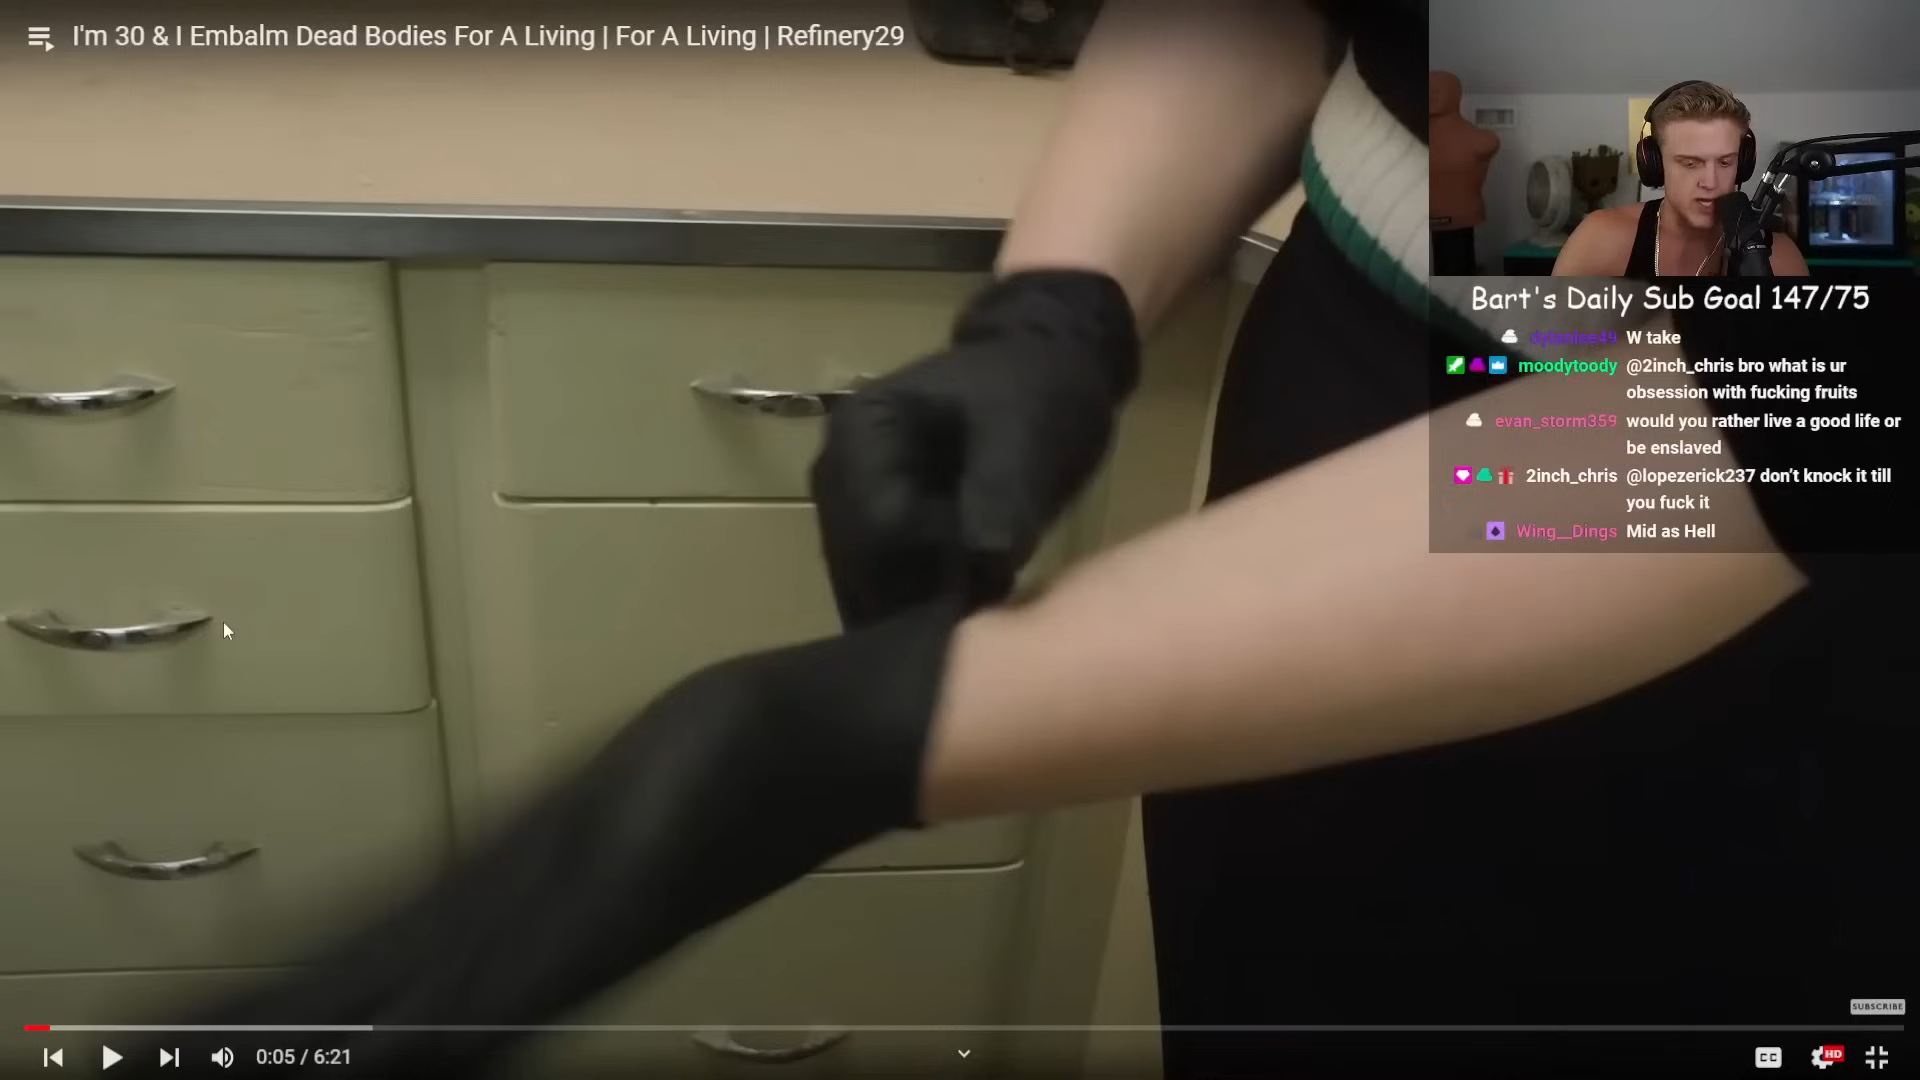 I'm 30 & I Embalm Dead Bodies For A Living | For A Living | Refinery29
Bart's Daily Sub Goal 147/75
W take
moodytoody @2inch_chris bro what is ur
obsession with fucking fruits
evan_storm359 would you rather live a good life or
be enslaved
2inch_chris @lopezerick237 don't knock it till
you fuck it
Wing__Dings Mid as Hell
SUBSCRIBE
0:05 / 6:21
CC
HD